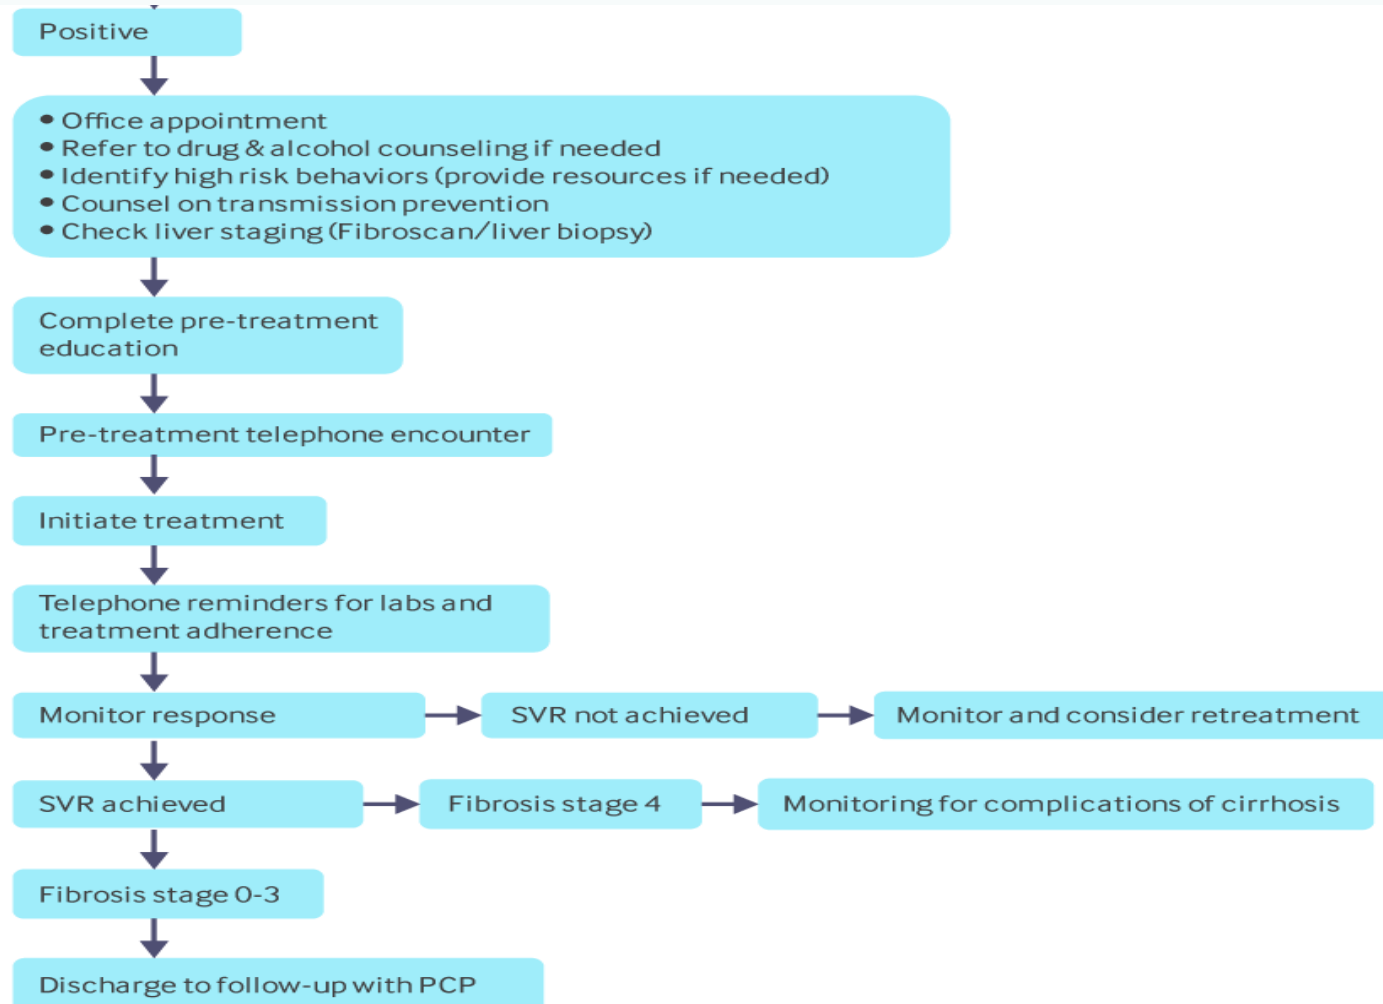 Positive
• Office appointment
• Refer to drug & alcohol counseling if needed
• Identify high risk behaviors (provide resources if needed)
• Counsel on transmission prevention
• Check liver staging (Fibroscan/liver biopsy)
Complete pre-treatment
education
Pre-treatment telephone encounter
Initiate treatment
Telephone reminders for labs and
treatment adherence
Monitor response
SVR not achieved
Monitor and consider retreatment
SVR achieved
Fibrosis stage 4
Monitoring for complications of cirrhosis
Fibrosis stage 0-3
Discharge to follow-up with PCP